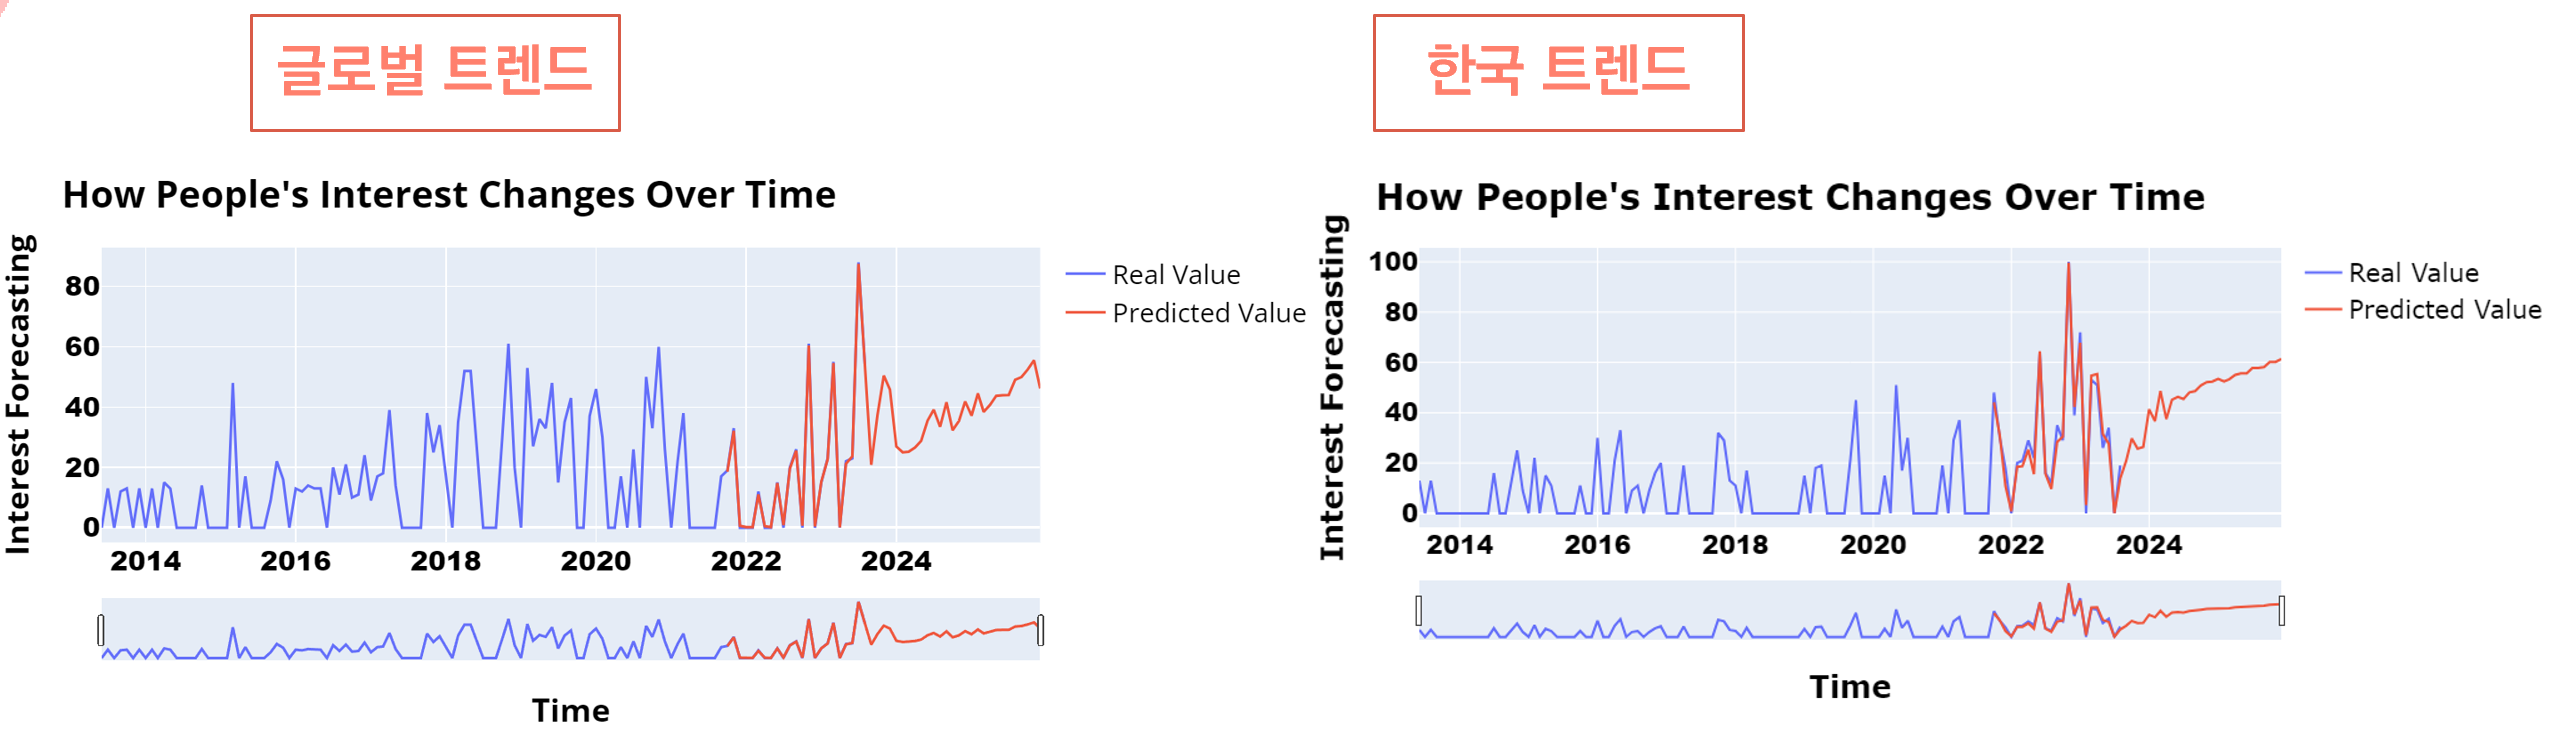 글로벌 트렌드
How People's Interest Changes Over Time
Interest Forecasting
80
60
40
20
0
2014 2016 2018 2020 2022 2024
Real Value
Predicted Value
Time
한국 트렌드
How People's Interest Changes Over Time
Interest Forecasting
100
80
60
40
20
0
2014 2016 2018 2020 2022 2024
Real Value
Predicted Value
Time